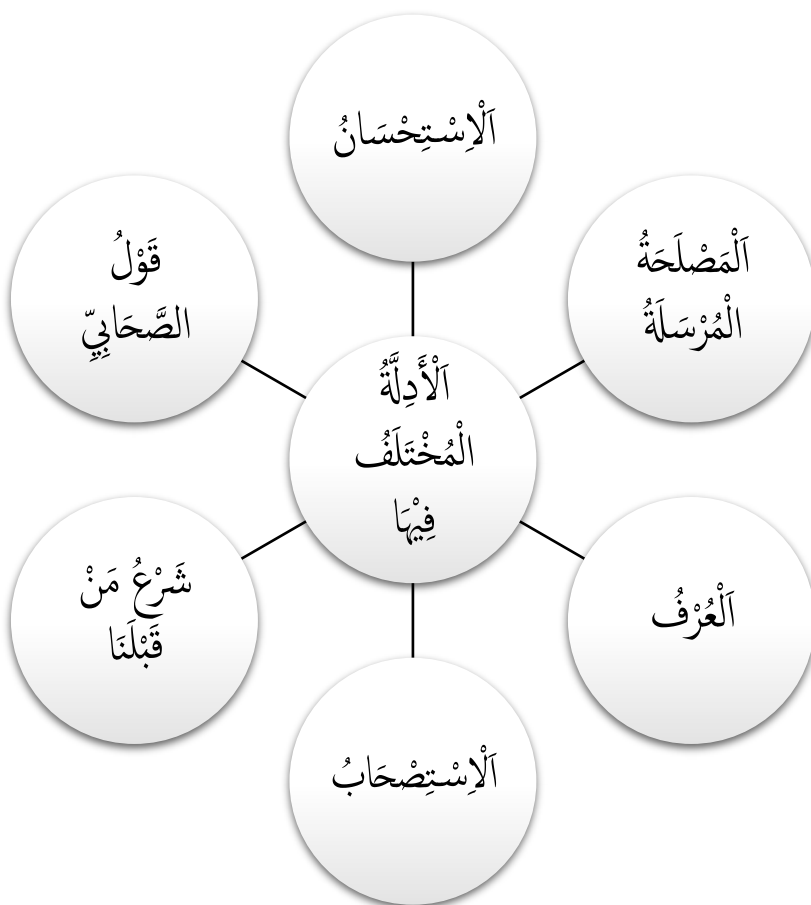 اَلْاِسْتِحْسَانُ
اَلْمَصْلَحَةُ
الْمُرْسَلَةُ
قَوْلُ
الصَّحَابِيِّ
اَلْأَدِلَّةُ
الْمُخْتَلَفُ
فِيْهَا
اَلْعُرْفُ
شَرْعُ مَنْ
قَبْلَنَا
اَلْاِسْتِصْحَابُ